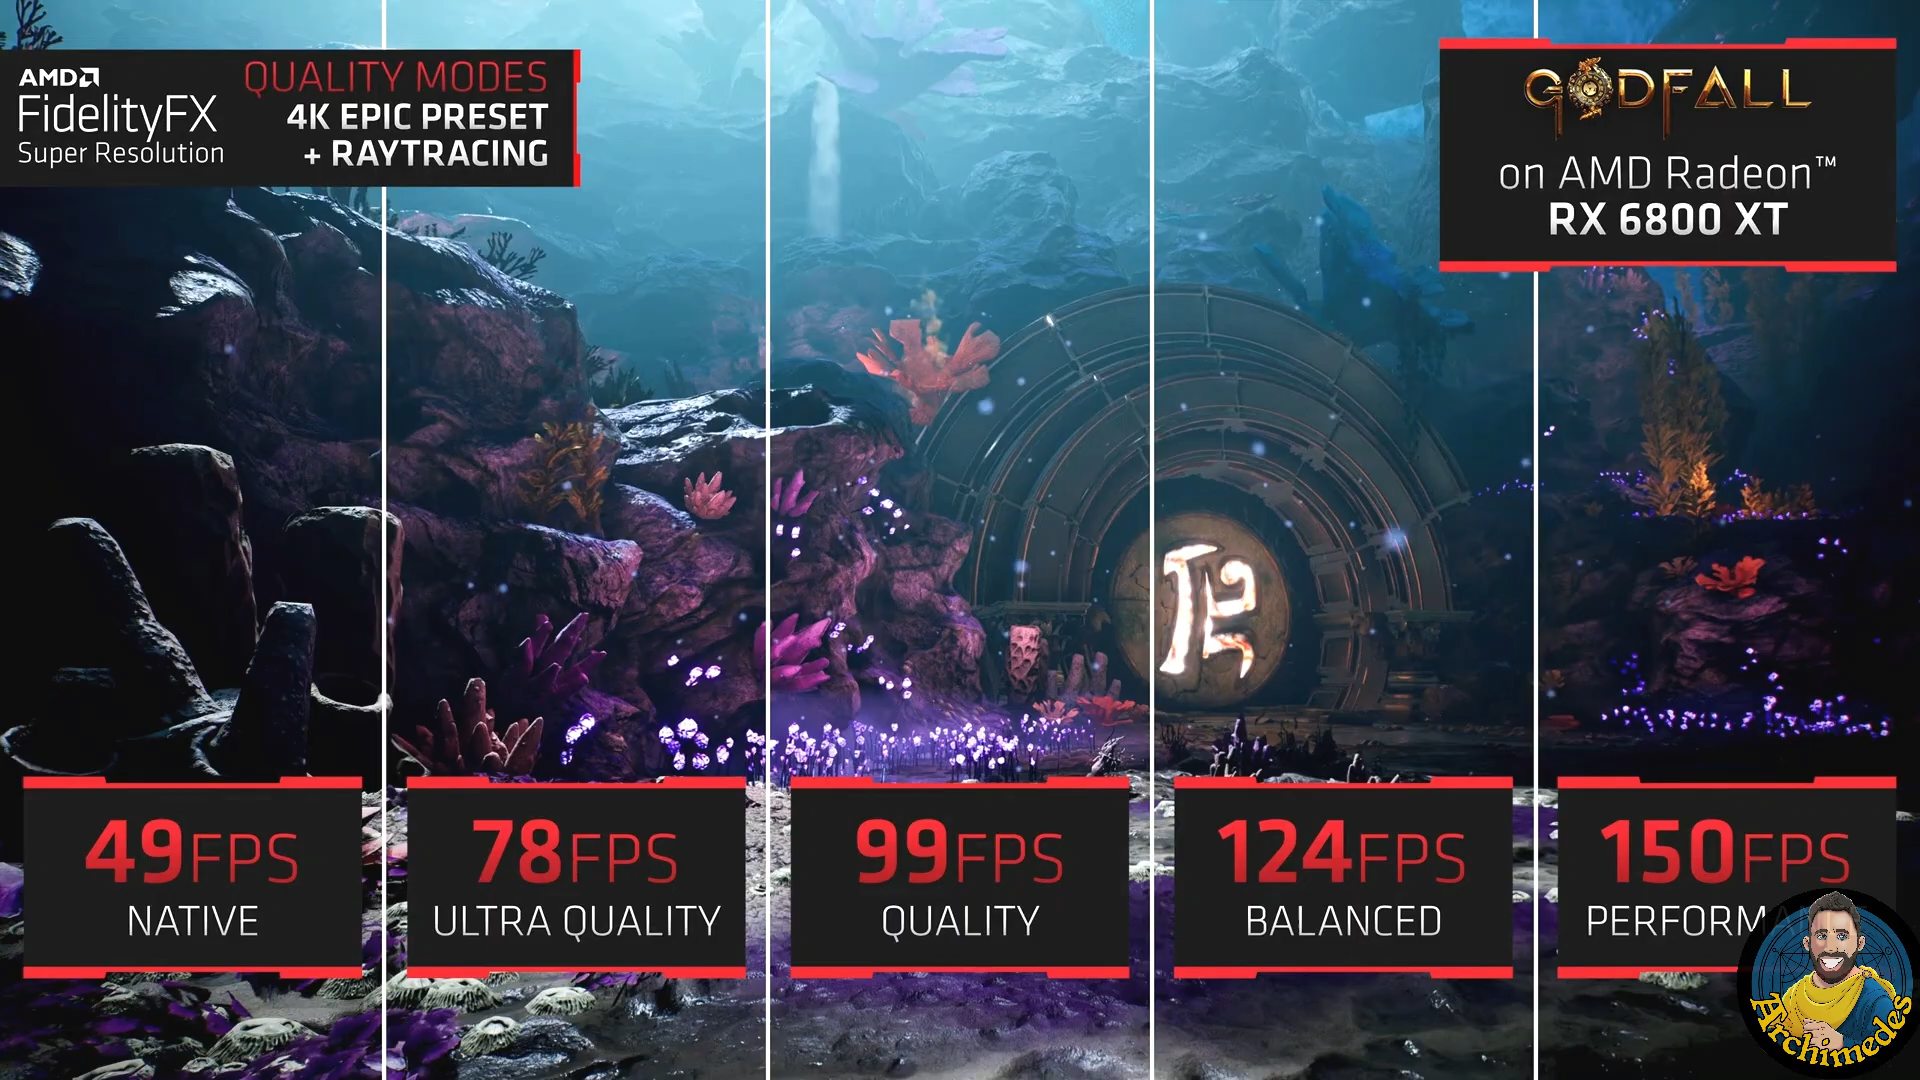 AMD
FidelityFX
Super Resolution
QUALITY MODES
4K EPIC PRESET
+ RAYTRACING
GODFALL
on AMD Radeon™
RX 6800 XT
49FPS
NATIVE
78FPS
ULTRA QUALITY
99FPS
QUALITY
124FPS
BALANCED
150FPS
PERFORMA
Archimedes